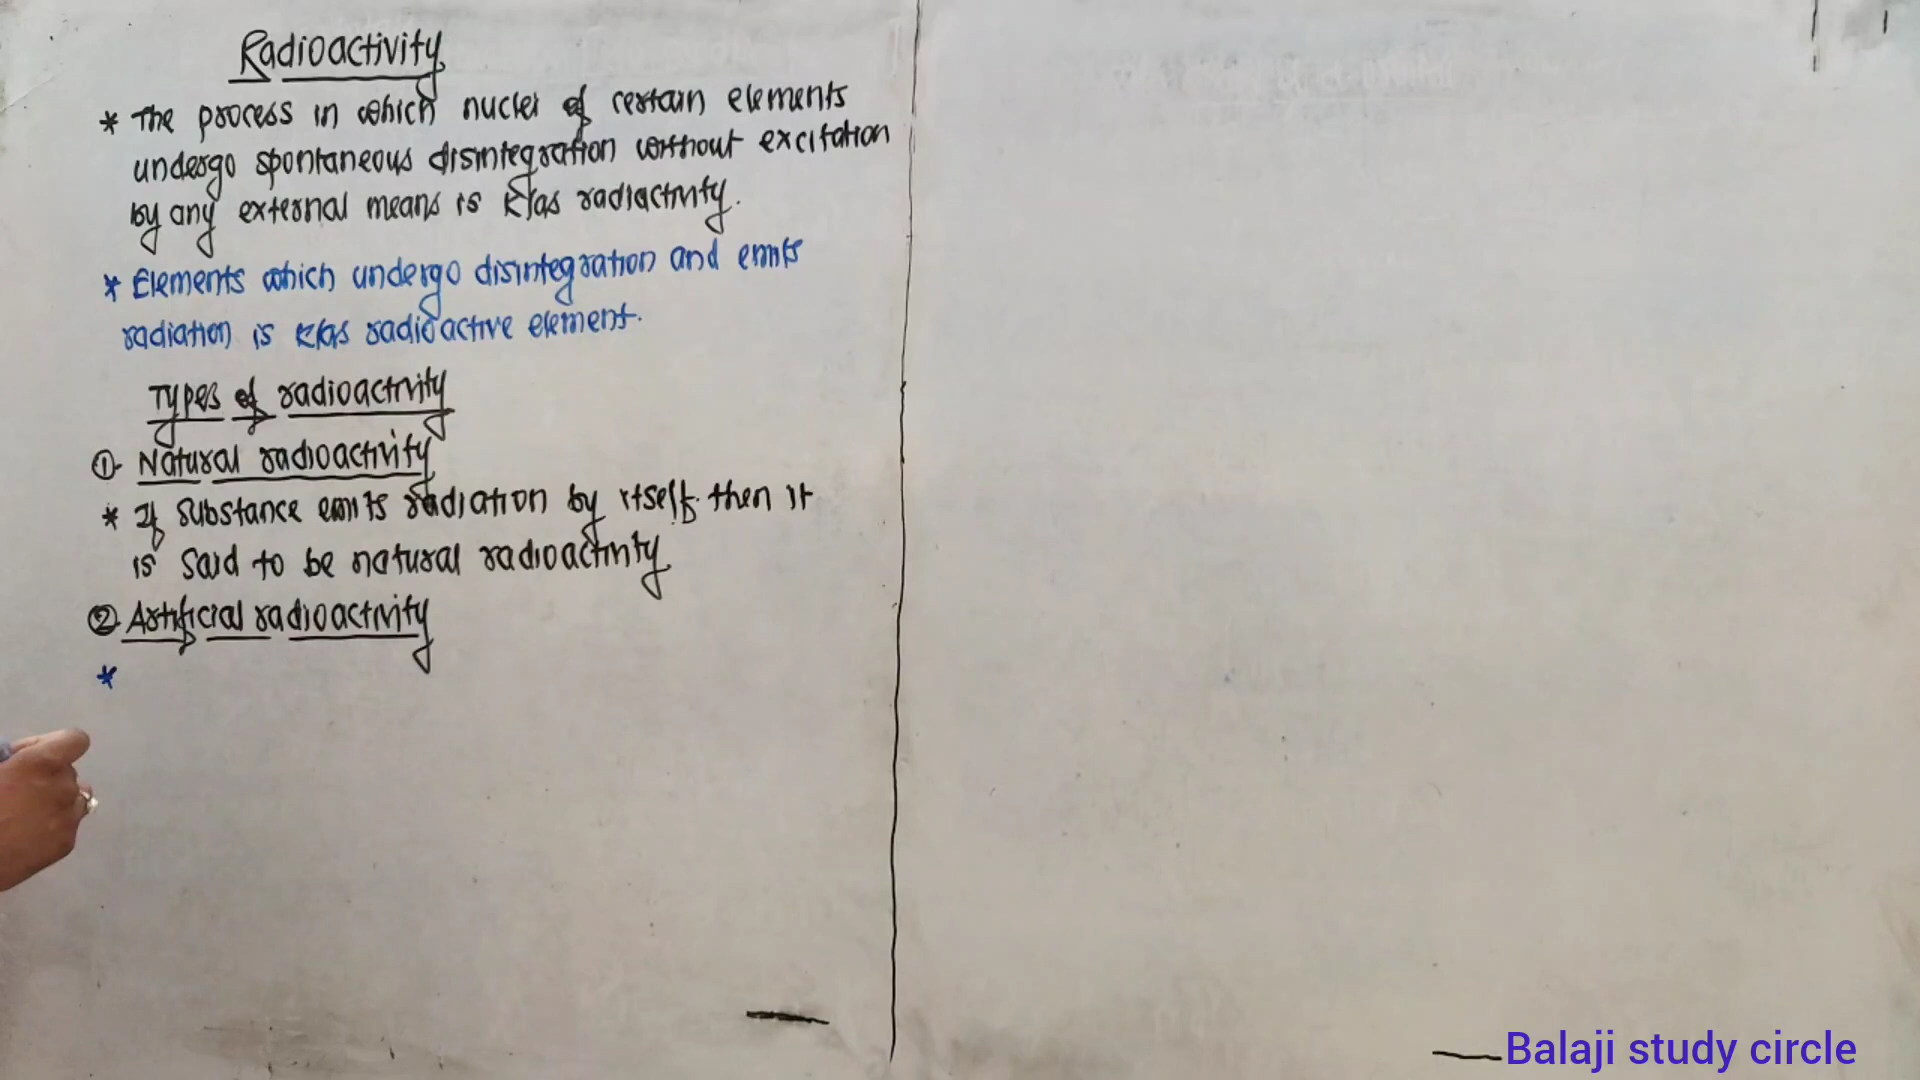 Radioactivity
* The process in which nuclei of certain elements
undergo spontaneous disintegration without excitation
by any external means is k/as radiactivity.
* Elements which undergo disintegration and emits
radiation is k/as radioactive element.
Types of radioactivity
①. Natural radioactivity
* If substance emits radiation by itself. then it
is said to be natural radioactivity
②. Artificial radioactivity
*
Balaji study circle